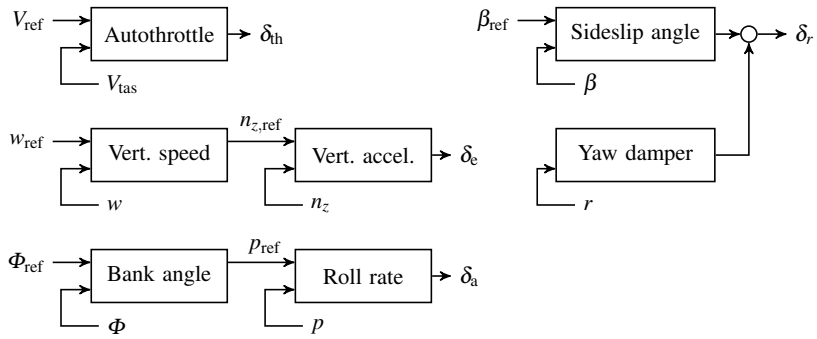 V_ref
Autothrottle
δ_th
V_tas
β_ref
Sideslip angle
δ_r
β
w_ref
Vert. speed
n_z,ref
Vert. accel.
δ_e
w
n_z
Yaw damper
r
Φ_ref
Bank angle
p_ref
Roll rate
δ_a
Φ
p